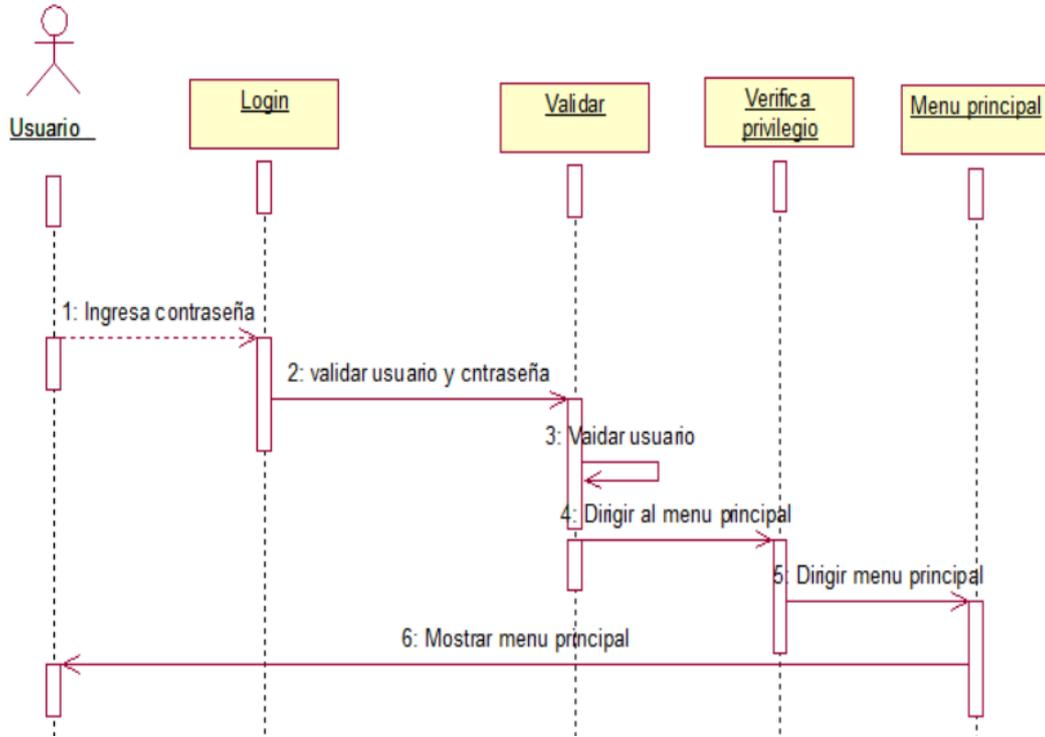 Usuario
Login
Validar
Verifica
privilegio
Menu principal
1: Ingresa contraseña
2: validar usuario y cntraseña
3: Vaidar usuario
4: Dirigir al menu principal
5: Dirigir menu principal
6: Mostrar menu principal